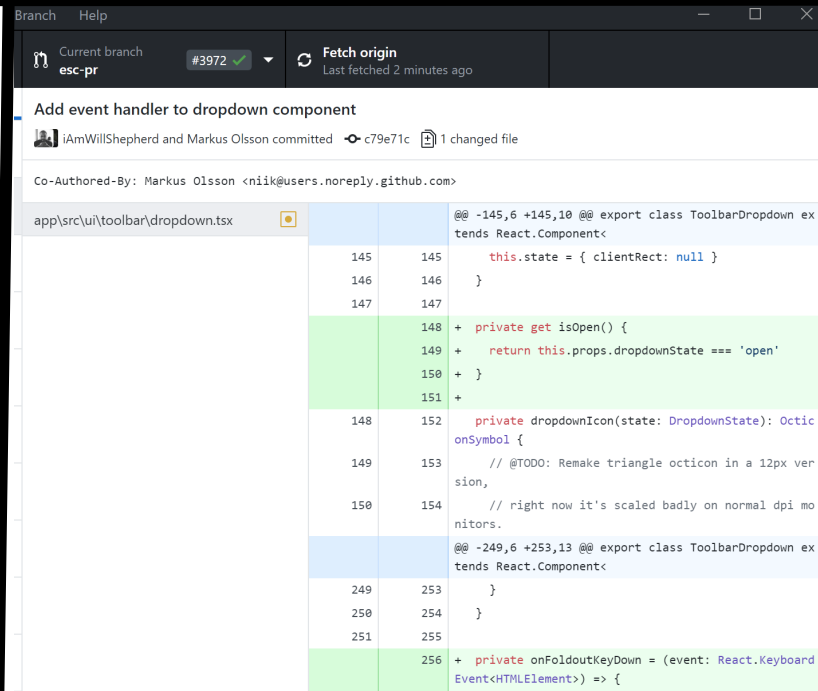 Branch Help
Current branch
esc-pr
#3972
Fetch origin
Last fetched 2 minutes ago
Add event handler to dropdown component
iAmWillShepherd and Markus Olsson committed c79e71c 1 changed file
Co-Authored-By: Markus Olsson <niik@users.noreply.github.com>
app\src\ui\toolbar\dropdown.tsx
@@ -145,6 +145,10 @@ export class ToolbarDropdown ex
tends React.Component<
145 145 this.state = { clientRect: null }
146 146 }
147 147
148 + private get isOpen() {
149 + return this.props.dropdownState === 'open'
150 + }
151 +
148 152 private dropdownIcon(state: DropdownState): Octic
onSymbol {
149 153 // @TODO: Remake triangle octicon in a 12px ver
sion,
150 154 // right now it's scaled badly on normal dpi mo
nitors.
@@ -249,6 +253,13 @@ export class ToolbarDropdown ex
tends React.Component<
249 253 }
250 254 }
251 255
256 + private onFoldoutKeyDown = (event: React.Keyboard
Event<HTMLElement>) => {